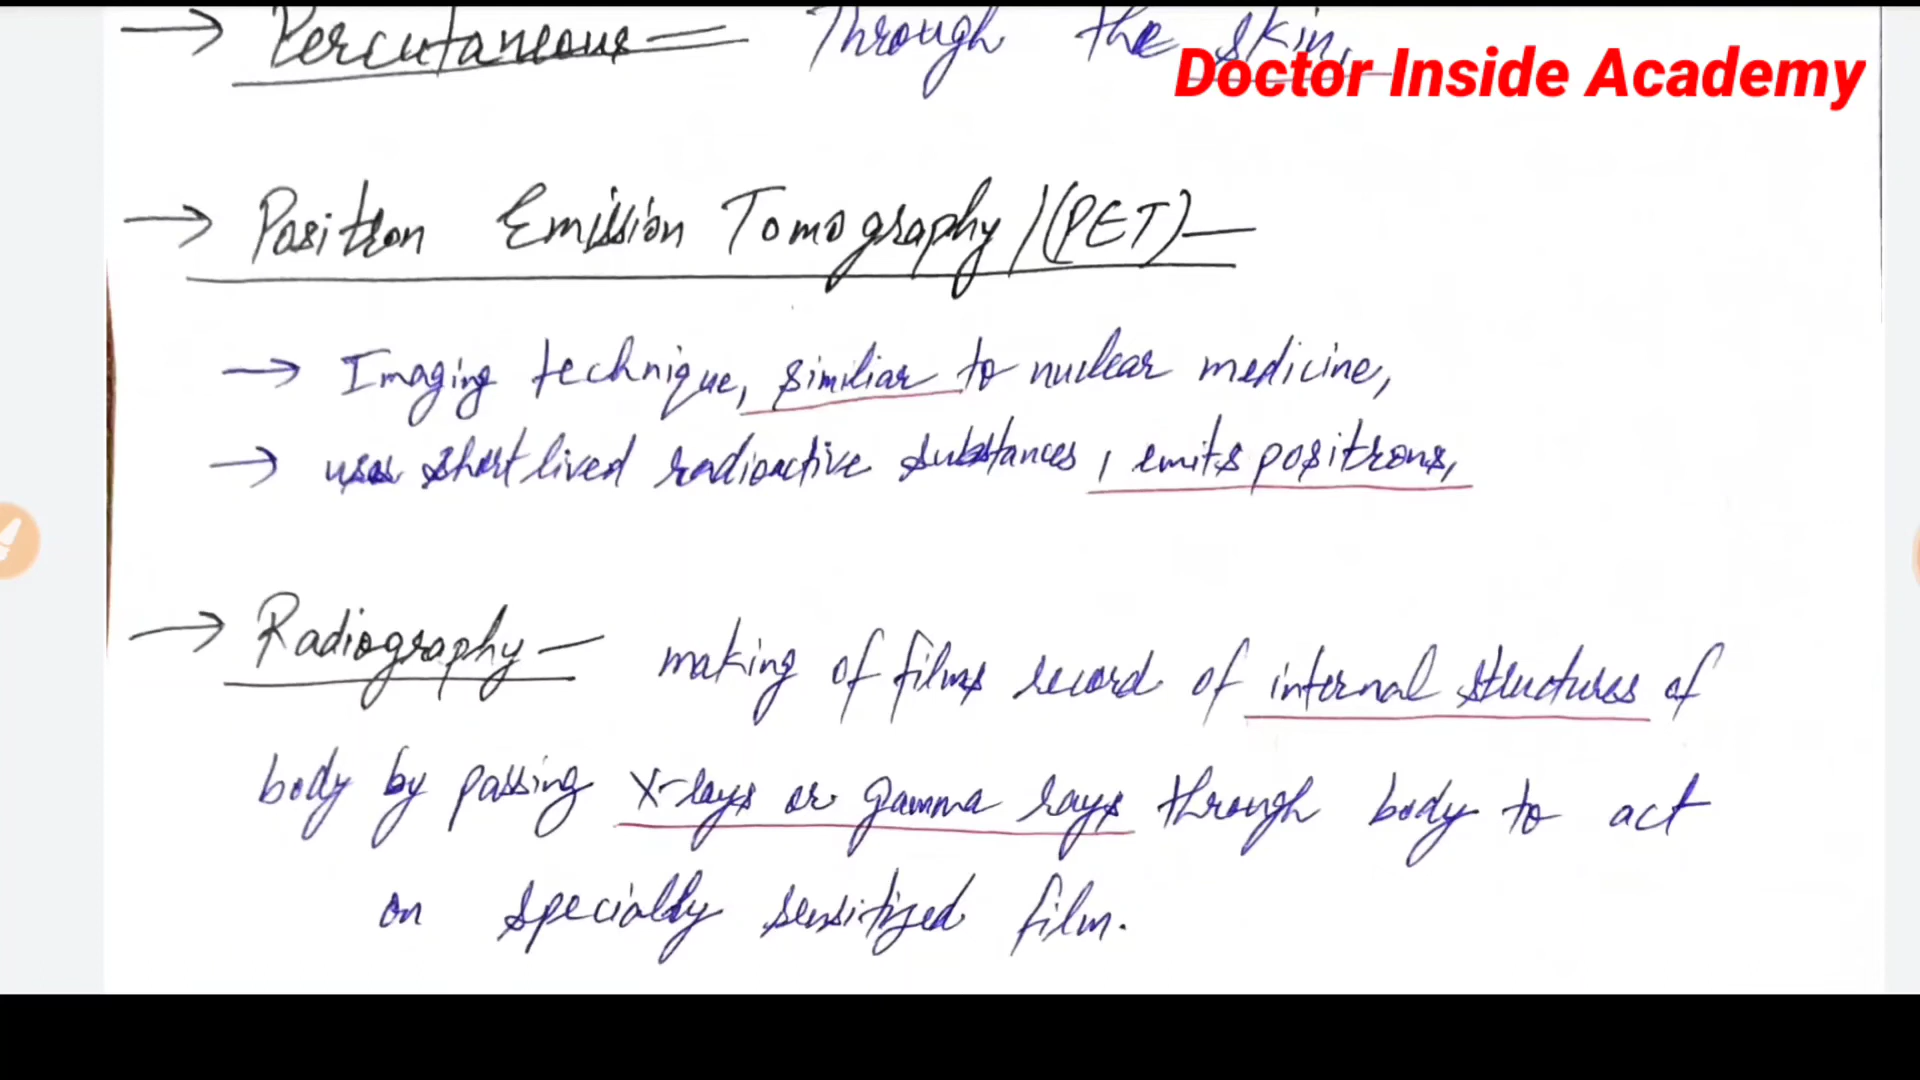 → Percutaneous — Through the skin,
Doctor Inside Academy
→ Positron Emission Tomography / (PET) —
→ Imaging technique, similiar to nuclear medicine,
→ uses short lived radioactive substances, emits positrons,
→ Radiography — making of films record of internal structures of
body by passing X-rays or gamma rays through body to act
on specially sensitized film.